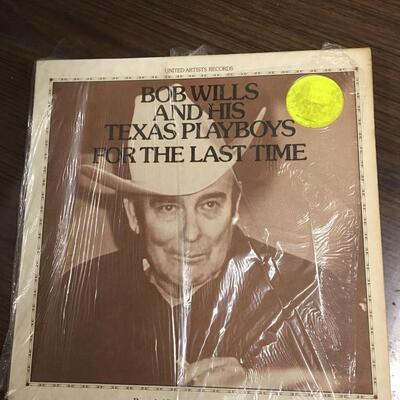 UNITED ARTISTS RECORDS
BOB WILLS
AND HIS
TEXAS PLAYBOYS
FOR THE LAST TIME